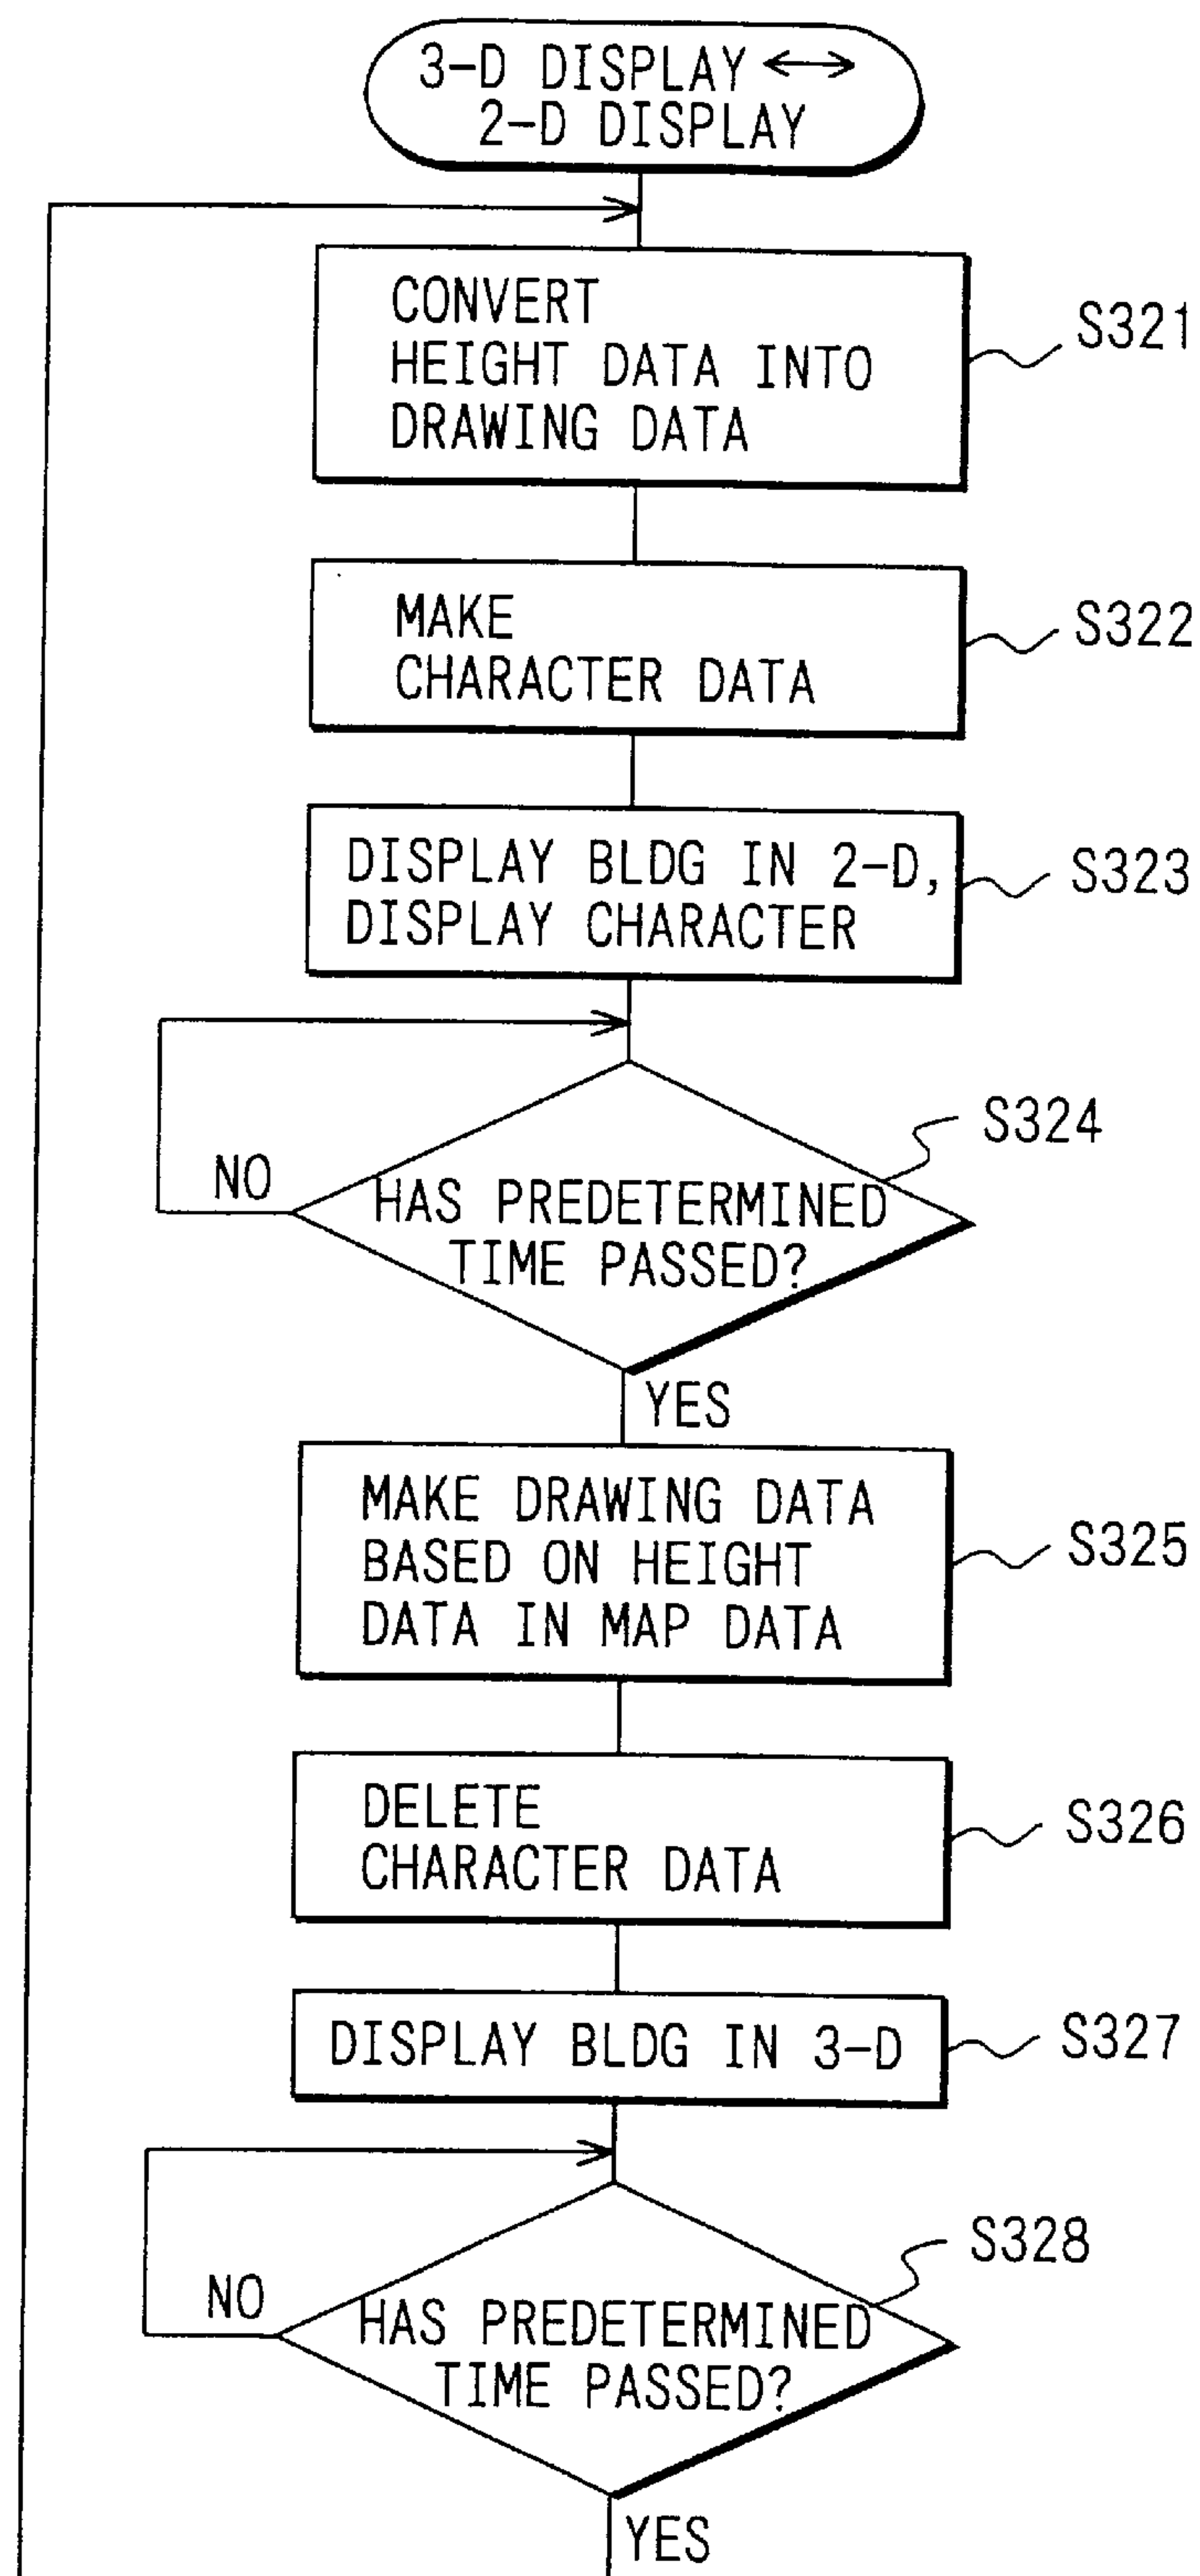 3-D DISPLAY ↔
2-D DISPLAY
CONVERT
HEIGHT DATA INTO
DRAWING DATA
S321
MAKE
CHARACTER DATA
S322
DISPLAY BLDG IN 2-D,
DISPLAY CHARACTER
S323
S324
NO
HAS PREDETERMINED
TIME PASSED?
YES
MAKE DRAWING DATA
BASED ON HEIGHT
DATA IN MAP DATA
S325
DELETE
CHARACTER DATA
S326
DISPLAY BLDG IN 3-D
S327
S328
NO
HAS PREDETERMINED
TIME PASSED?
YES